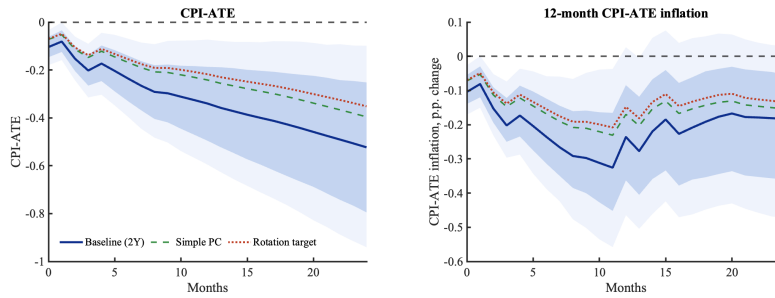 CPI-ATE
0
-0.2
-0.4
-0.6
-0.8
-1
CPI-ATE
Baseline (2Y) Simple PC Rotation target
0 5 10 15 20
Months
12-month CPI-ATE inflation
0.1
0
-0.1
-0.2
-0.3
-0.4
-0.5
-0.6
CPI-ATE inflation, p.p. change
0 5 10 15 20
Months